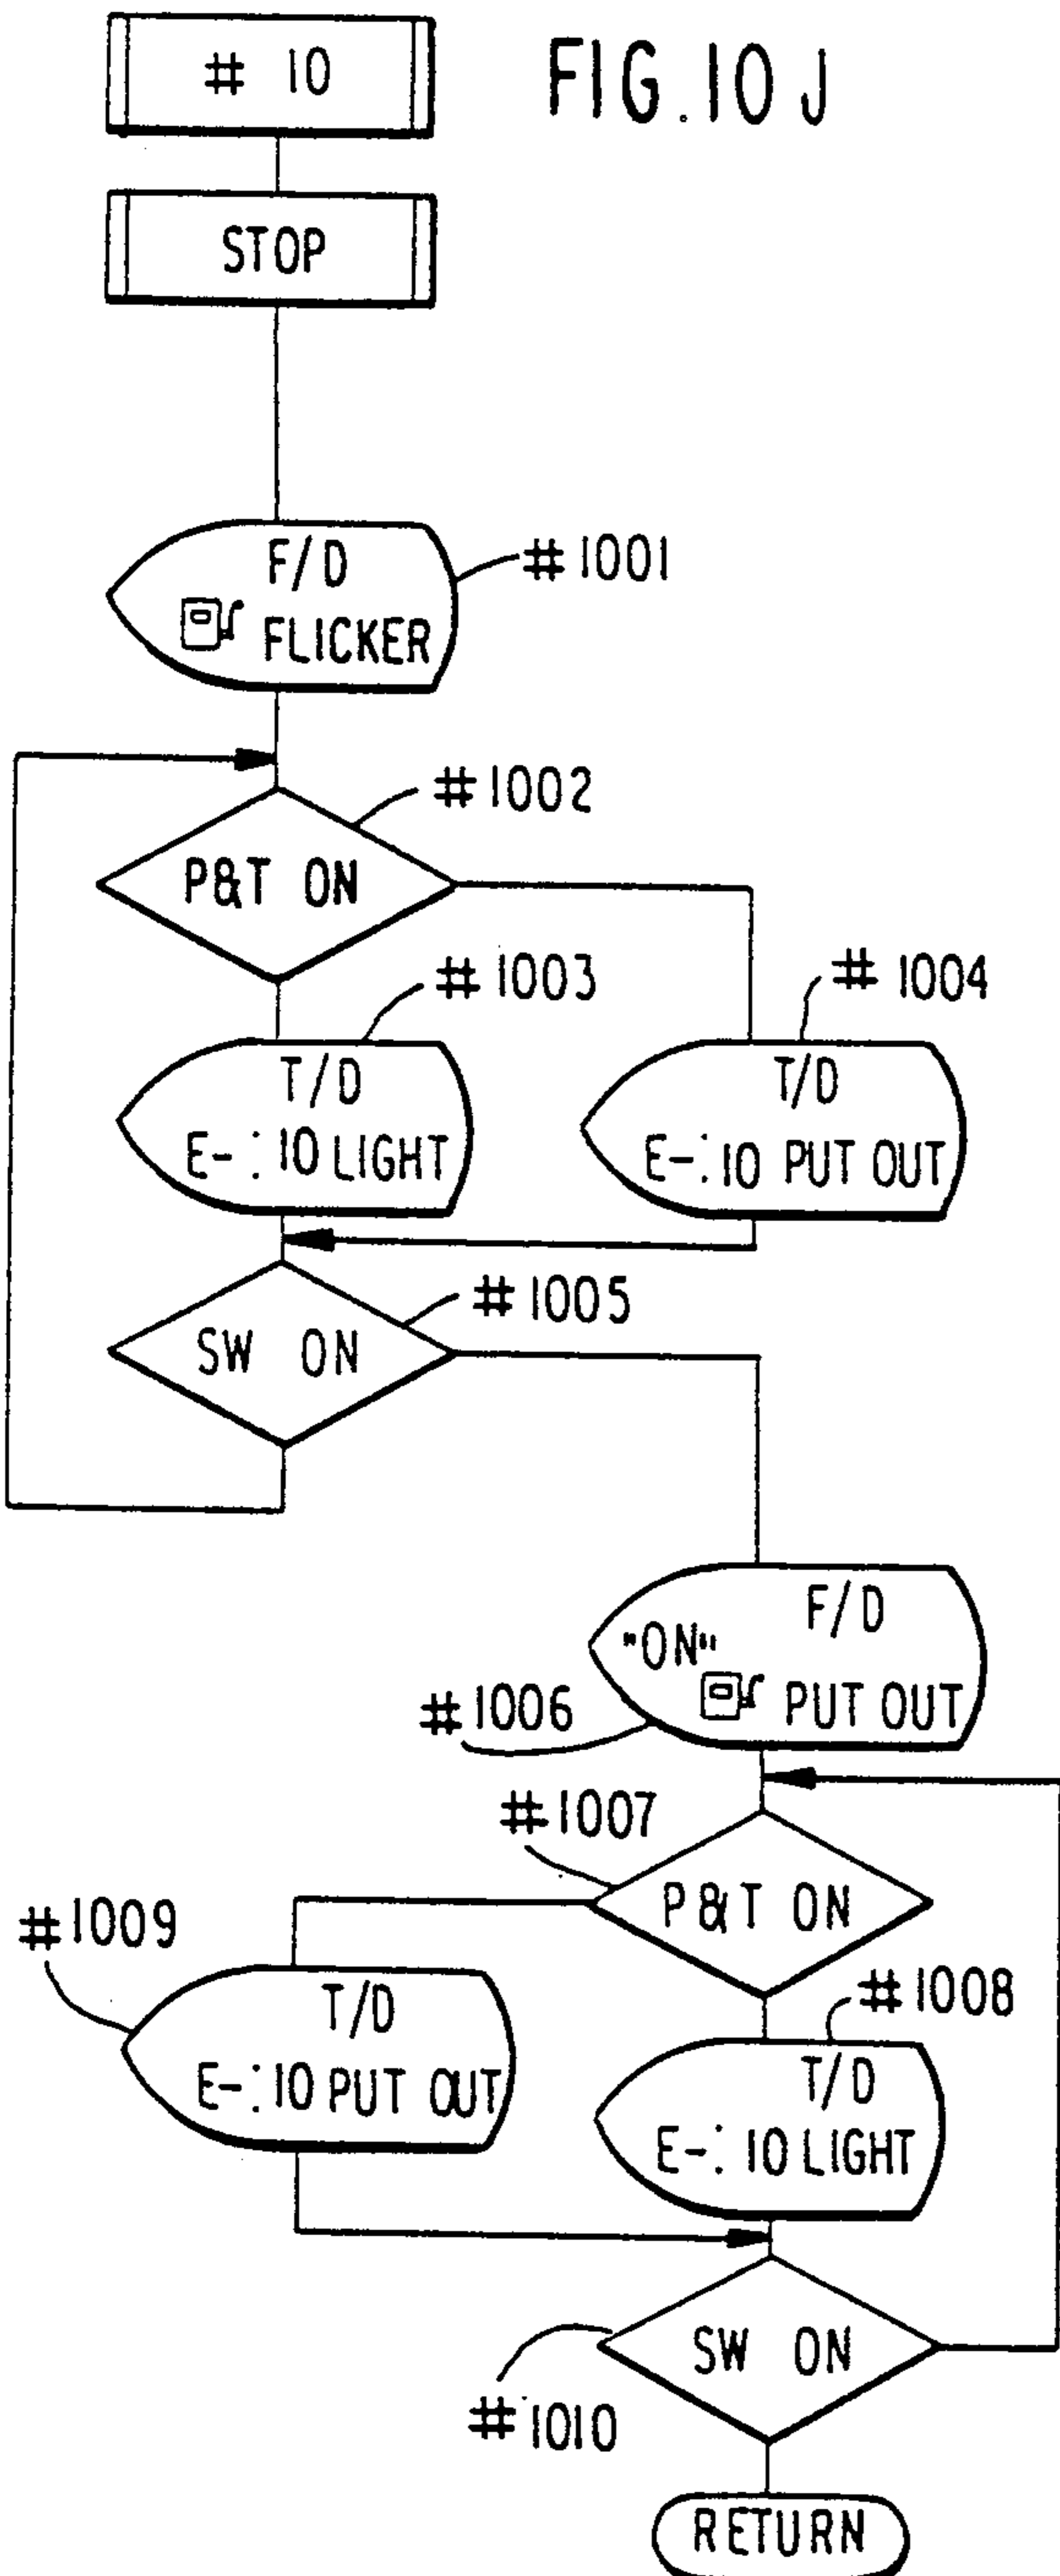 # 10
FIG. 10 J
STOP
F/D
FLICKER
# 1001
# 1002
P&T ON
# 1003
# 1004
T/D
E-:10 LIGHT
T/D
E-:10 PUT OUT
# 1005
SW ON
F/D
"ON"
PUT OUT
# 1006
# 1007
P&T ON
# 1009
T/D
E-:10 PUT OUT
# 1008
T/D
E-:10 LIGHT
SW ON
# 1010
RETURN